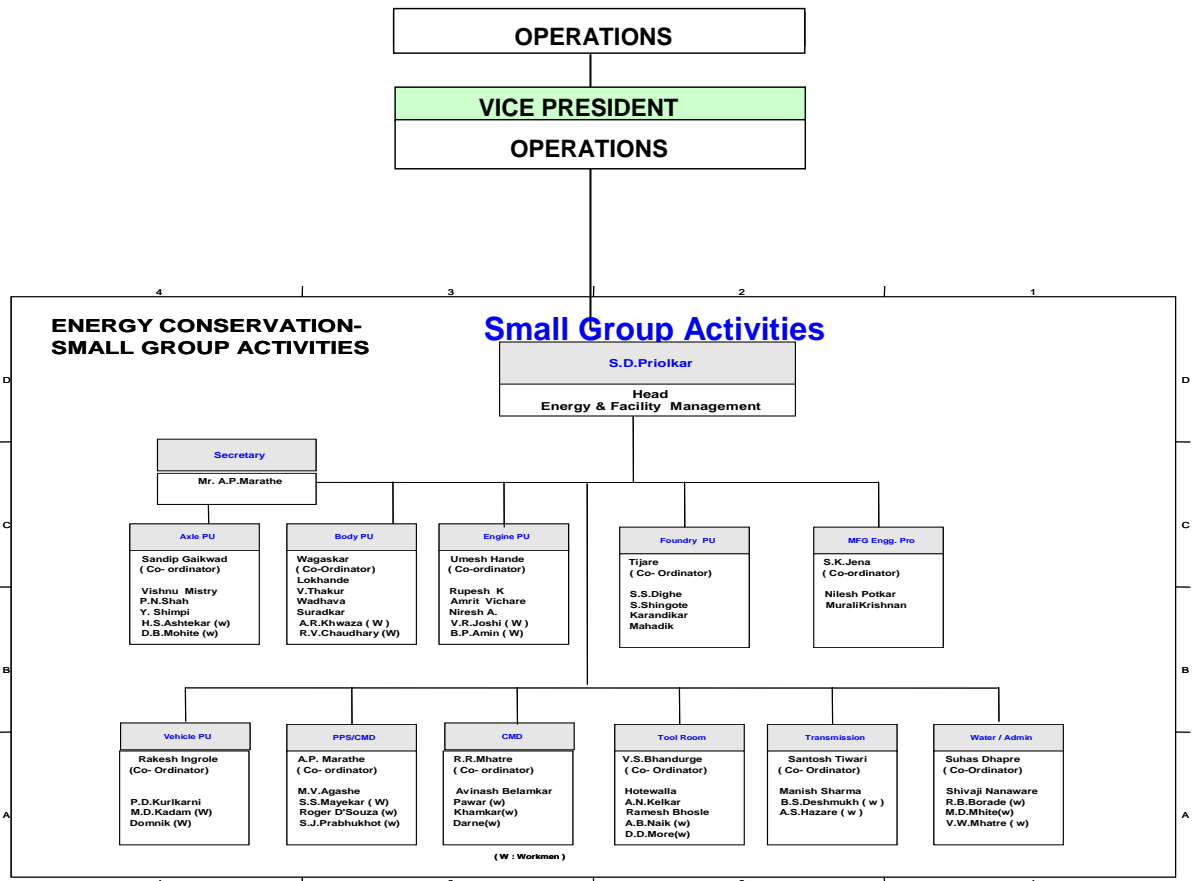 OPERATIONS
VICE PRESIDENT
OPERATIONS
4 3 2 1
ENERGY CONSERVATION-
SMALL GROUP ACTIVITIES
Small Group Activities
S.D.Priolkar
Head
Energy & Facility Management
D D
Secretary
Mr. A.P.Marathe
C C
Axle PU
Sandip Gaikwad
( Co- ordinator)
Vishnu Mistry
P.N.Shah
Y. Shimpi
H.S.Ashtekar (w)
D.B.Mohite (w)
Body PU
Wagaskar
(Co-Ordinator)
Lokhande
V.Thakur
Wadhava
Suradkar
A.R.Khwaza ( W )
R.V.Chaudhary (W)
Engine PU
Umesh Hande
(Co-ordinator)
Rupesh K
Amrit Vichare
Niresh A.
V.R.Joshi ( W )
B.P.Amin ( W)
Foundry PU
Tijare
( Co- Ordinator)
S.S.Dighe
S.Shingote
Karandikar
Mahadik
MFG Engg. Pro
S.K.Jena
( Co-ordinator)
Nilesh Potkar
MuraliKrishnan
B B
Vehicle PU
Rakesh Ingrole
(Co- Ordinator)
P.D.Kurlkarni
M.D.Kadam (W)
Domnik (W)
PPS/CMD
A.P. Marathe
( Co- ordinator)
M.V.Agashe
S.S.Mayekar ( W )
Roger D'Souza (w)
S.J.Prabhukhot (w)
CMD
R.R.Mhatre
( Co- ordinator)
Avinash Belamkar
Pawar (w)
Khamkar(w)
Darne(w)
Tool Room
V.S.Bhandurge
( Co- Ordinator)
Hotewalla
A.N.Kelkar
Ramesh Bhosle
A.B.Naik (w)
D.D.More(w)
Transmission
Santosh Tiwari
( Co- Ordinator)
Manish Sharma
B.S.Deshmukh ( w )
A.S.Hazare ( w )
Water / Admin
Suhas Dhapre
(Co-Ordinator)
Shivaji Nanaware
R.B.Borade (w)
M.D.Mhite(w)
V.W.Mhatre ( w)
A A
( W : Workmen )